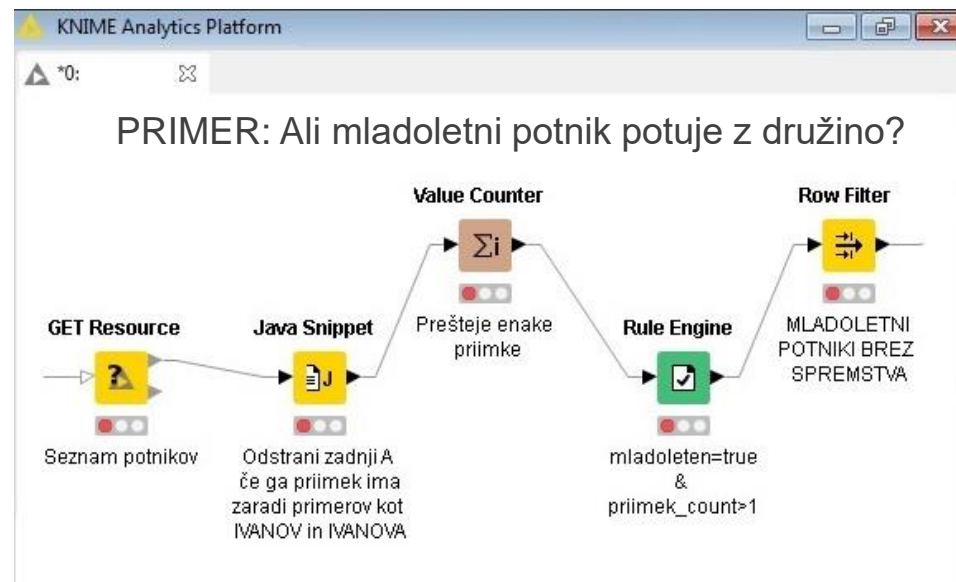 KNIME Analytics Platform
*0:
PRIMER: Ali mladoletni potnik potuje z družino?
Value Counter
Σi
Prešteje enake
priimke
Row Filter
MLADOLETNI
POTNIKI BREZ
SPREMSTVA
GET Resource
?
Seznam potnikov
Java Snippet
J
Odstrani zadnji A
če ga priimek ima
zaradi primerov kot
IVANOV in IVANOVA
Rule Engine
mladoleten=true
&
priimek_count>1